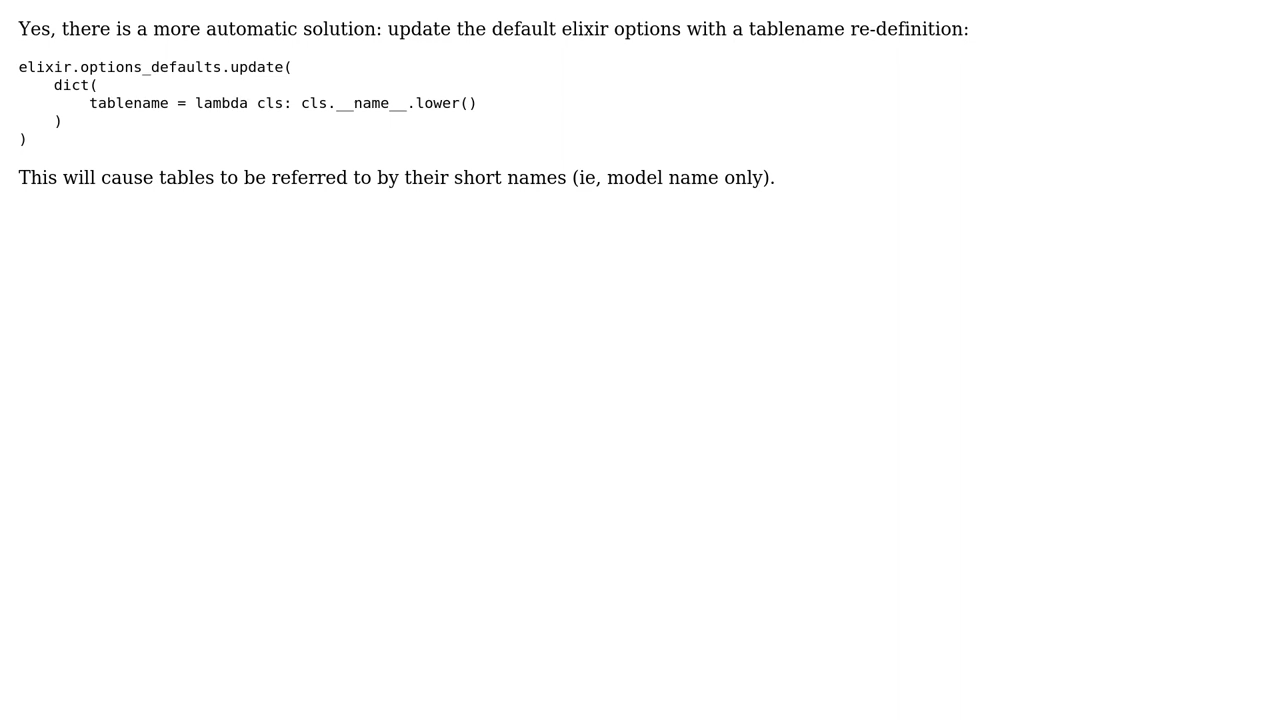 Yes, there is a more automatic solution: update the default elixir options with a tablename re-definition:
elixir.options_defaults.update(
    dict(
        tablename = lambda cls: cls.__name__.lower()
    )
)
This will cause tables to be referred to by their short names (ie, model name only).